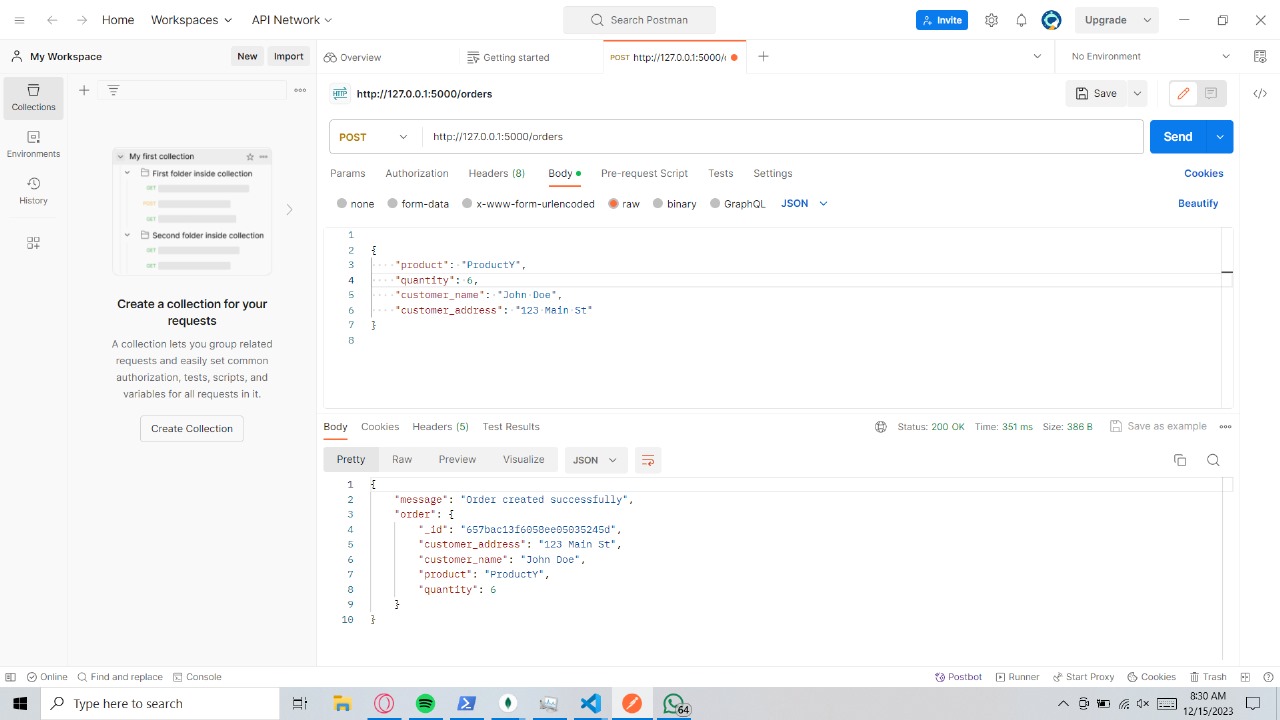 Home
Workspaces
API Network
Search Postman
Invite
Upgrade
My Workspace
New
Import
Overview
Getting started
POST http://127.0.0.1:5000/
No Environment
Collections
Environments
History
HTTP
http://127.0.0.1:5000/orders
Save
POST
http://127.0.0.1:5000/orders
Send
Params
Authorization
Headers (8)
Body
Pre-request Script
Tests
Settings
Cookies
none
form-data
x-www-form-urlencoded
raw
binary
GraphQL
JSON
Beautify
My first collection
First folder inside collection
GET
POST
GET
Second folder inside collection
GET
GET
Create a collection for your
requests
A collection lets you group related
requests and easily set common
authorization, tests, scripts, and
variables for all requests in it.
Create Collection
1
2 {
3 "product": "ProductY",
4 "quantity": 6,
5 "customer_name": "John Doe",
6 "customer_address": "123 Main St"
7 }
8
Body
Cookies
Headers (5)
Test Results
Status: 200 OK
Time: 351 ms
Size: 386 B
Save as example
Pretty
Raw
Preview
Visualize
JSON
1 {
2 "message": "Order created successfully",
3 "order": {
4 "_id": "657bac13f6058ee05035245d",
5 "customer_address": "123 Main St",
6 "customer_name": "John Doe",
7 "product": "ProductY",
8 "quantity": 6
9 }
10 }
Online
Find and replace
Console
Postbot
Runner
Start Proxy
Cookies
Trash
Type here to search
64
8:30 AM
12/15/2023